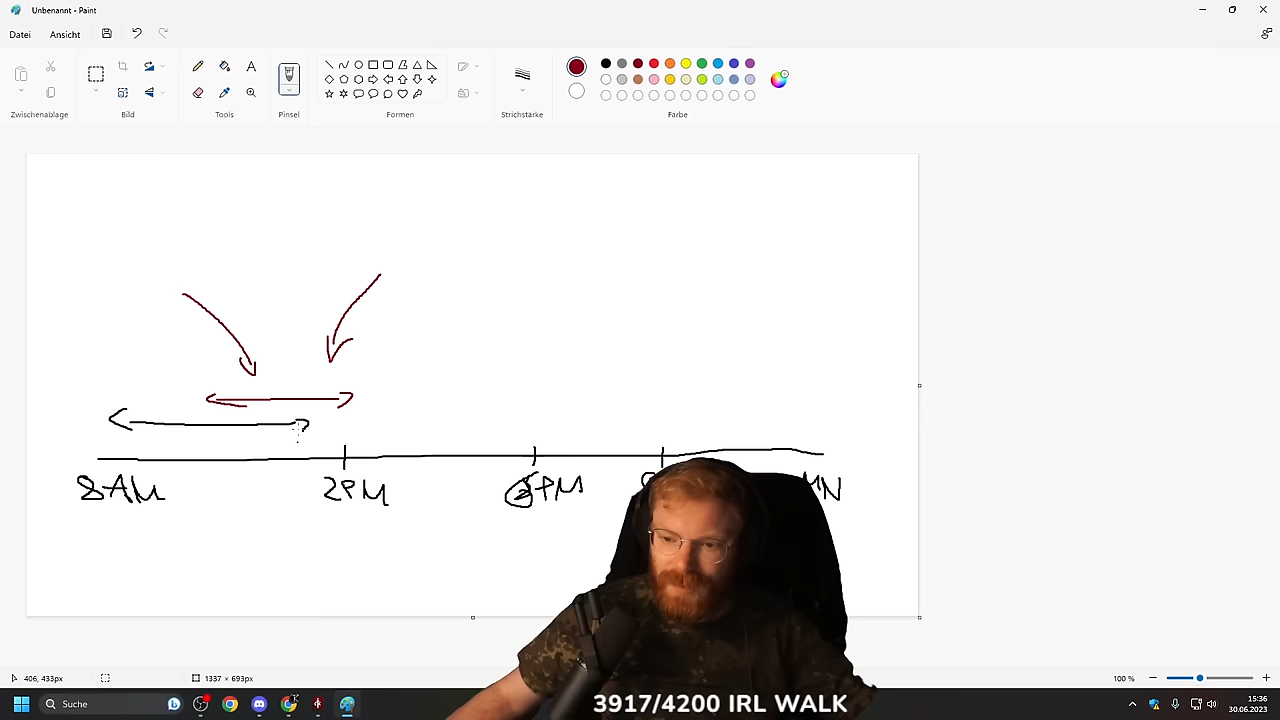 Unbenannt - Paint
Datei Ansicht
Zwischenablage Bild Tools Pinsel Formen Strichstärke Farbe
8AM 2PM PM MN
406, 433px 1337 × 693px 100 %
3917/4200 IRL WALK
Suche 15:36
30.06.2023